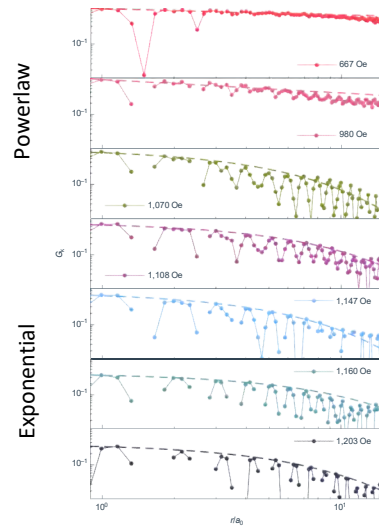 Powerlaw
Exponential
10⁻¹
667 Oe
10⁻¹
980 Oe
10⁻¹
1,070 Oe
G_K
10⁻¹
1,108 Oe
10⁻¹
1,147 Oe
10⁻¹
1,160 Oe
10⁻¹
1,203 Oe
10⁰
10¹
r/a₀